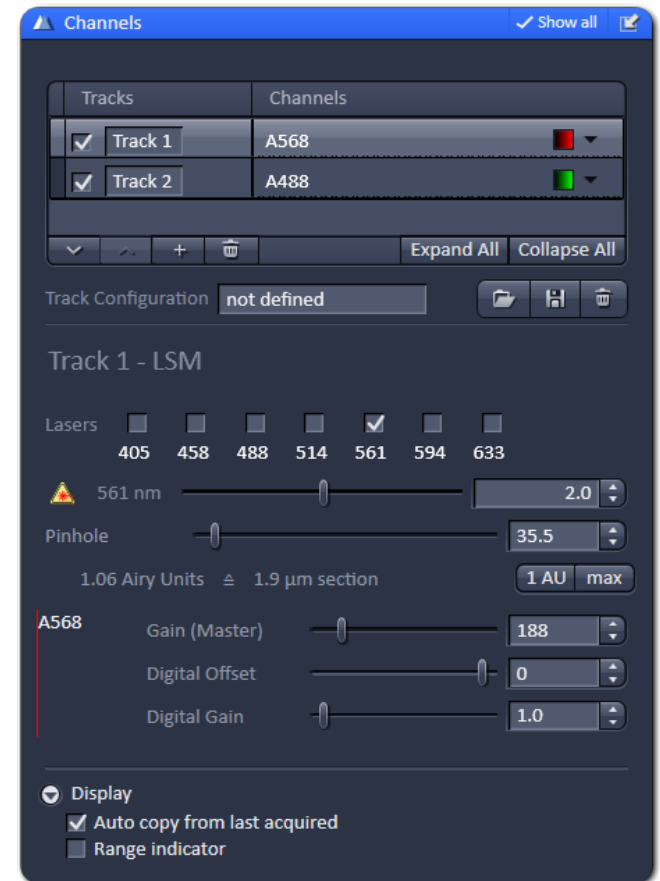 Channels Show all
Tracks Channels
Track 1 A568
Track 2 A488
+ Expand All Collapse All
Track Configuration not defined
Track 1 - LSM
Lasers
405 458 488 514 561 594 633
561 nm 2.0
Pinhole 35.5
1.06 Airy Units ≙ 1.9 µm section 1 AU max
A568 Gain (Master) 188
Digital Offset 0
Digital Gain 1.0
Display
Auto copy from last acquired
Range indicator